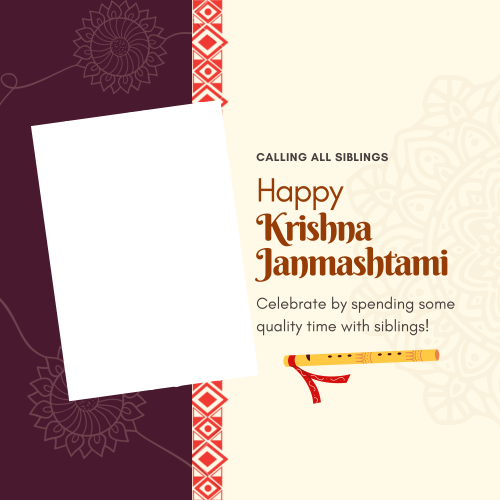 CALLING ALL SIBLINGS
Happy
Krishna
Janmashtami
Celebrate by spending some
quality time with siblings!